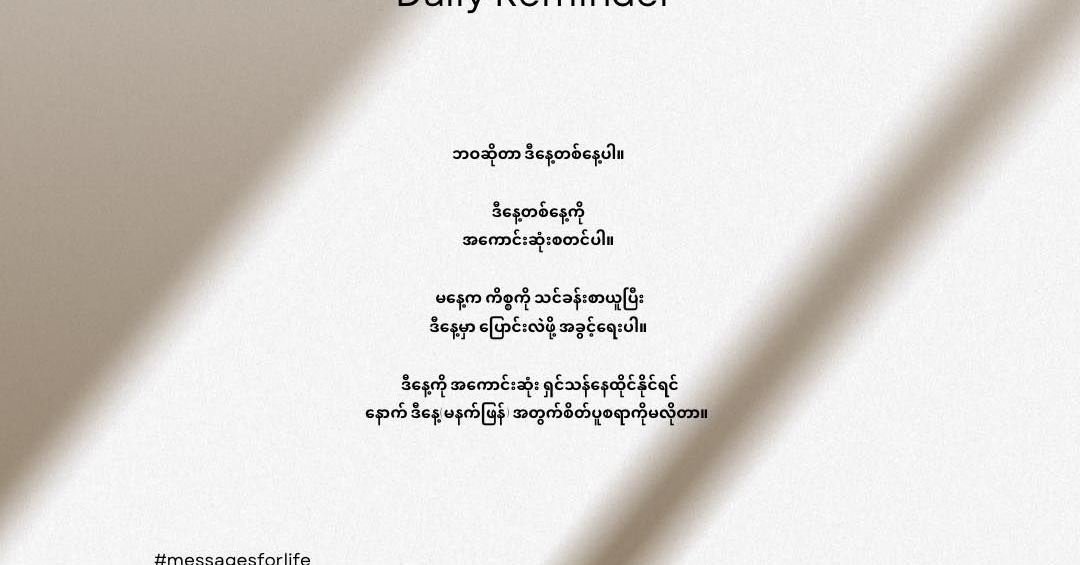 Daily Reminder
ဘဝဆိုတာ ဒီနေ့တစ်နေ့ပါ။
ဒီနေ့တစ်နေ့ကို
အကောင်းဆုံးစတင်ပါ။
မနေ့က ကိစ္စကို သင်ခန်းစာယူပြီး
ဒီနေ့မှာ ပြောင်းလဲဖို့ အခွင့်ရေးပါ။
ဒီနေ့ကို အကောင်းဆုံး ရှင်သန်နေထိုင်နိုင်ရင်
နောက် ဒီနေ့(မနက်ဖြန်) အတွက်စိတ်ပူစရာကိုမလိုတာ။
#messagesforlife